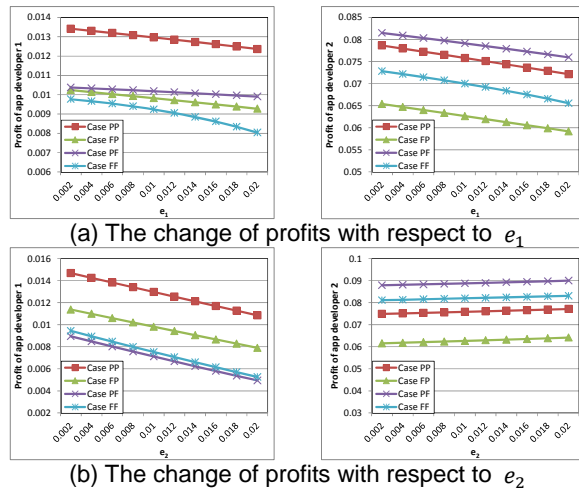 Profit of app developer 1
0.014
0.013
0.012
0.011
0.01
0.009
0.008
0.007
0.006
Case PP
Case FP
Case PF
Case FF
0.002 0.004 0.006 0.008 0.01 0.012 0.014 0.016 0.018 0.02
e₁
Profit of app developer 2
0.085
0.08
0.075
0.07
0.065
0.06
0.055
0.05
Case PP
Case FP
Case PF
Case FF
0.002 0.004 0.006 0.008 0.01 0.012 0.014 0.016 0.018 0.02
e₁
(a) The change of profits with respect to e₁
Profit of app developer 1
0.016
0.014
0.012
0.01
0.008
0.006
0.004
0.002
Case PP
Case FP
Case PF
Case FF
0.002 0.004 0.006 0.008 0.01 0.012 0.014 0.016 0.018 0.02
e₂
Profit of app developer 2
0.1
0.09
0.08
0.07
0.06
0.05
0.04
0.03
Case PP
Case FP
Case PF
Case FF
0.002 0.004 0.006 0.008 0.01 0.012 0.014 0.016 0.018 0.02
e₂
(b) The change of profits with respect to e₂